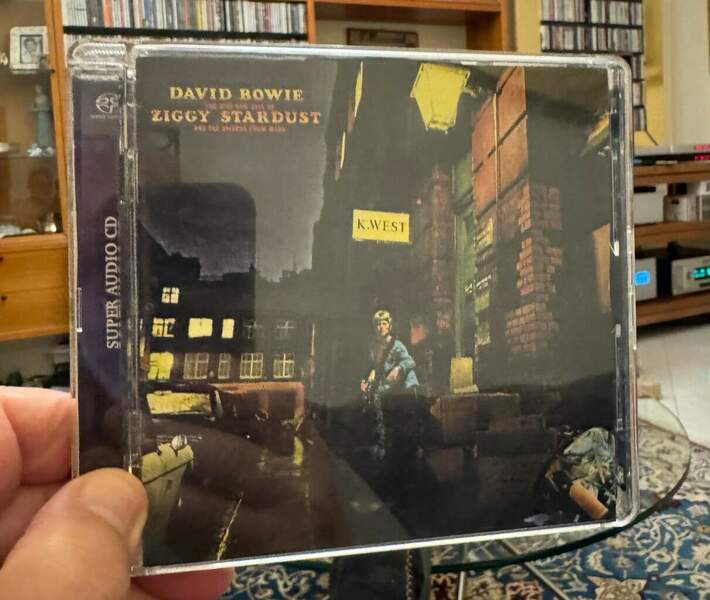 DAVID BOWIE
THE RISE AND FALL OF
ZIGGY STARDUST
AND THE SPIDERS FROM MARS
K.WEST
SUPER AUDIO CD